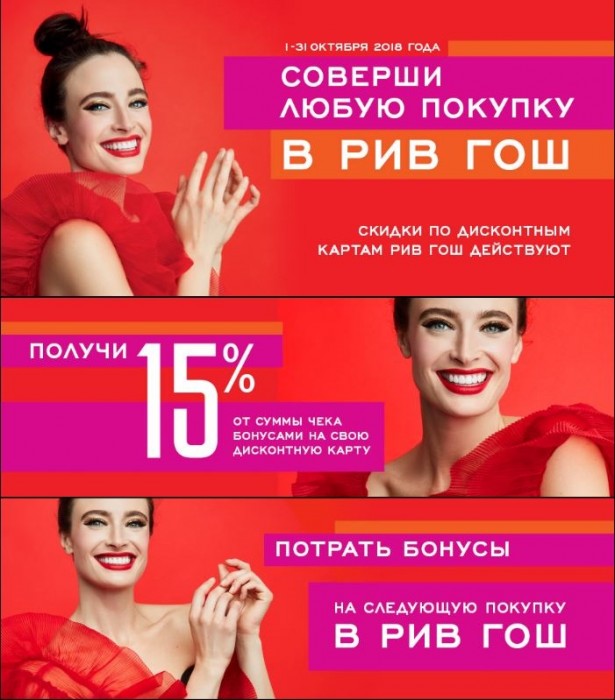 1-31 ОКТЯБРЯ 2018 ГОДА
СОВЕРШИ
ЛЮБУЮ ПОКУПКУ
В РИВ ГОШ
СКИДКИ ПО ДИСКОНТНЫМ
КАРТАМ РИВ ГОШ ДЕЙСТВУЮТ
ПОЛУЧИ 15%
ОТ СУММЫ ЧЕКА
БОНУСАМИ НА СВОЮ
ДИСКОНТНУЮ КАРТУ
ПОТРАТЬ БОНУСЫ
НА СЛЕДУЮЩУЮ ПОКУПКУ
В РИВ ГОШ